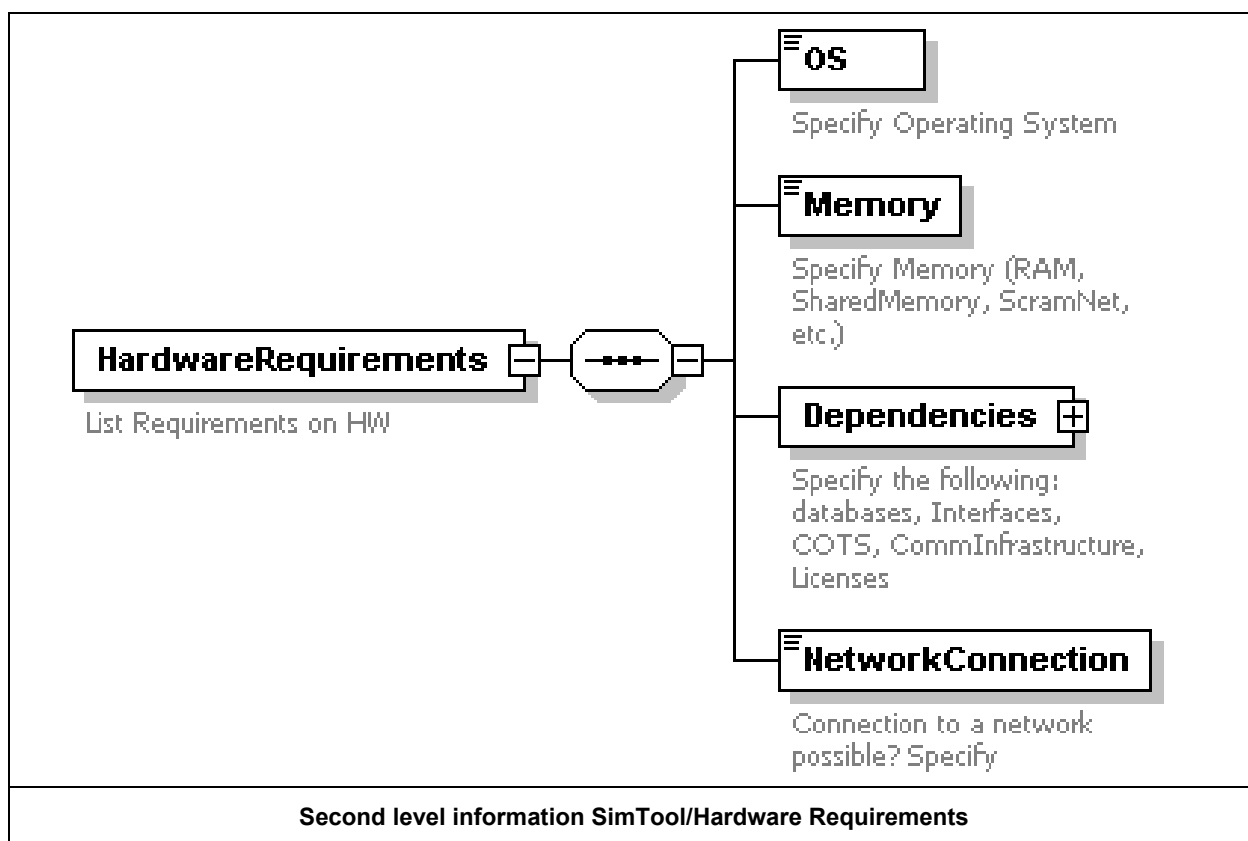 OS
Specify Operating System
Memory
Specify Memory (RAM,
SharedMemory, ScramNet,
etc.)
HardwareRequirements
List Requirements on HW
Dependencies
Specify the following:
databases, Interfaces,
COTS, CommInfrastructure,
Licenses
NetworkConnection
Connection to a network
possible? Specify
Second level information SimTool/Hardware Requirements